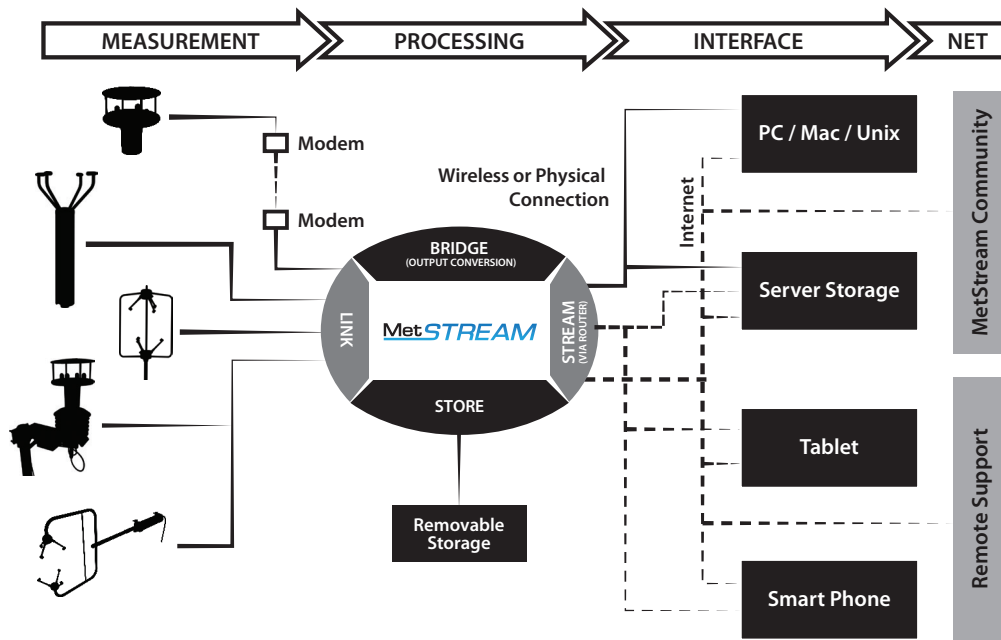 MEASUREMENT
PROCESSING
INTERFACE
NET
Modem
Modem
Wireless or Physical
Connection
Internet
BRIDGE
(OUTPUT CONVERSION)
LINK
MetSTREAM
STREAM
(VIA ROUTER)
STORE
Removable
Storage
PC / Mac / Unix
Server Storage
Tablet
Smart Phone
MetStream Community
Remote Support